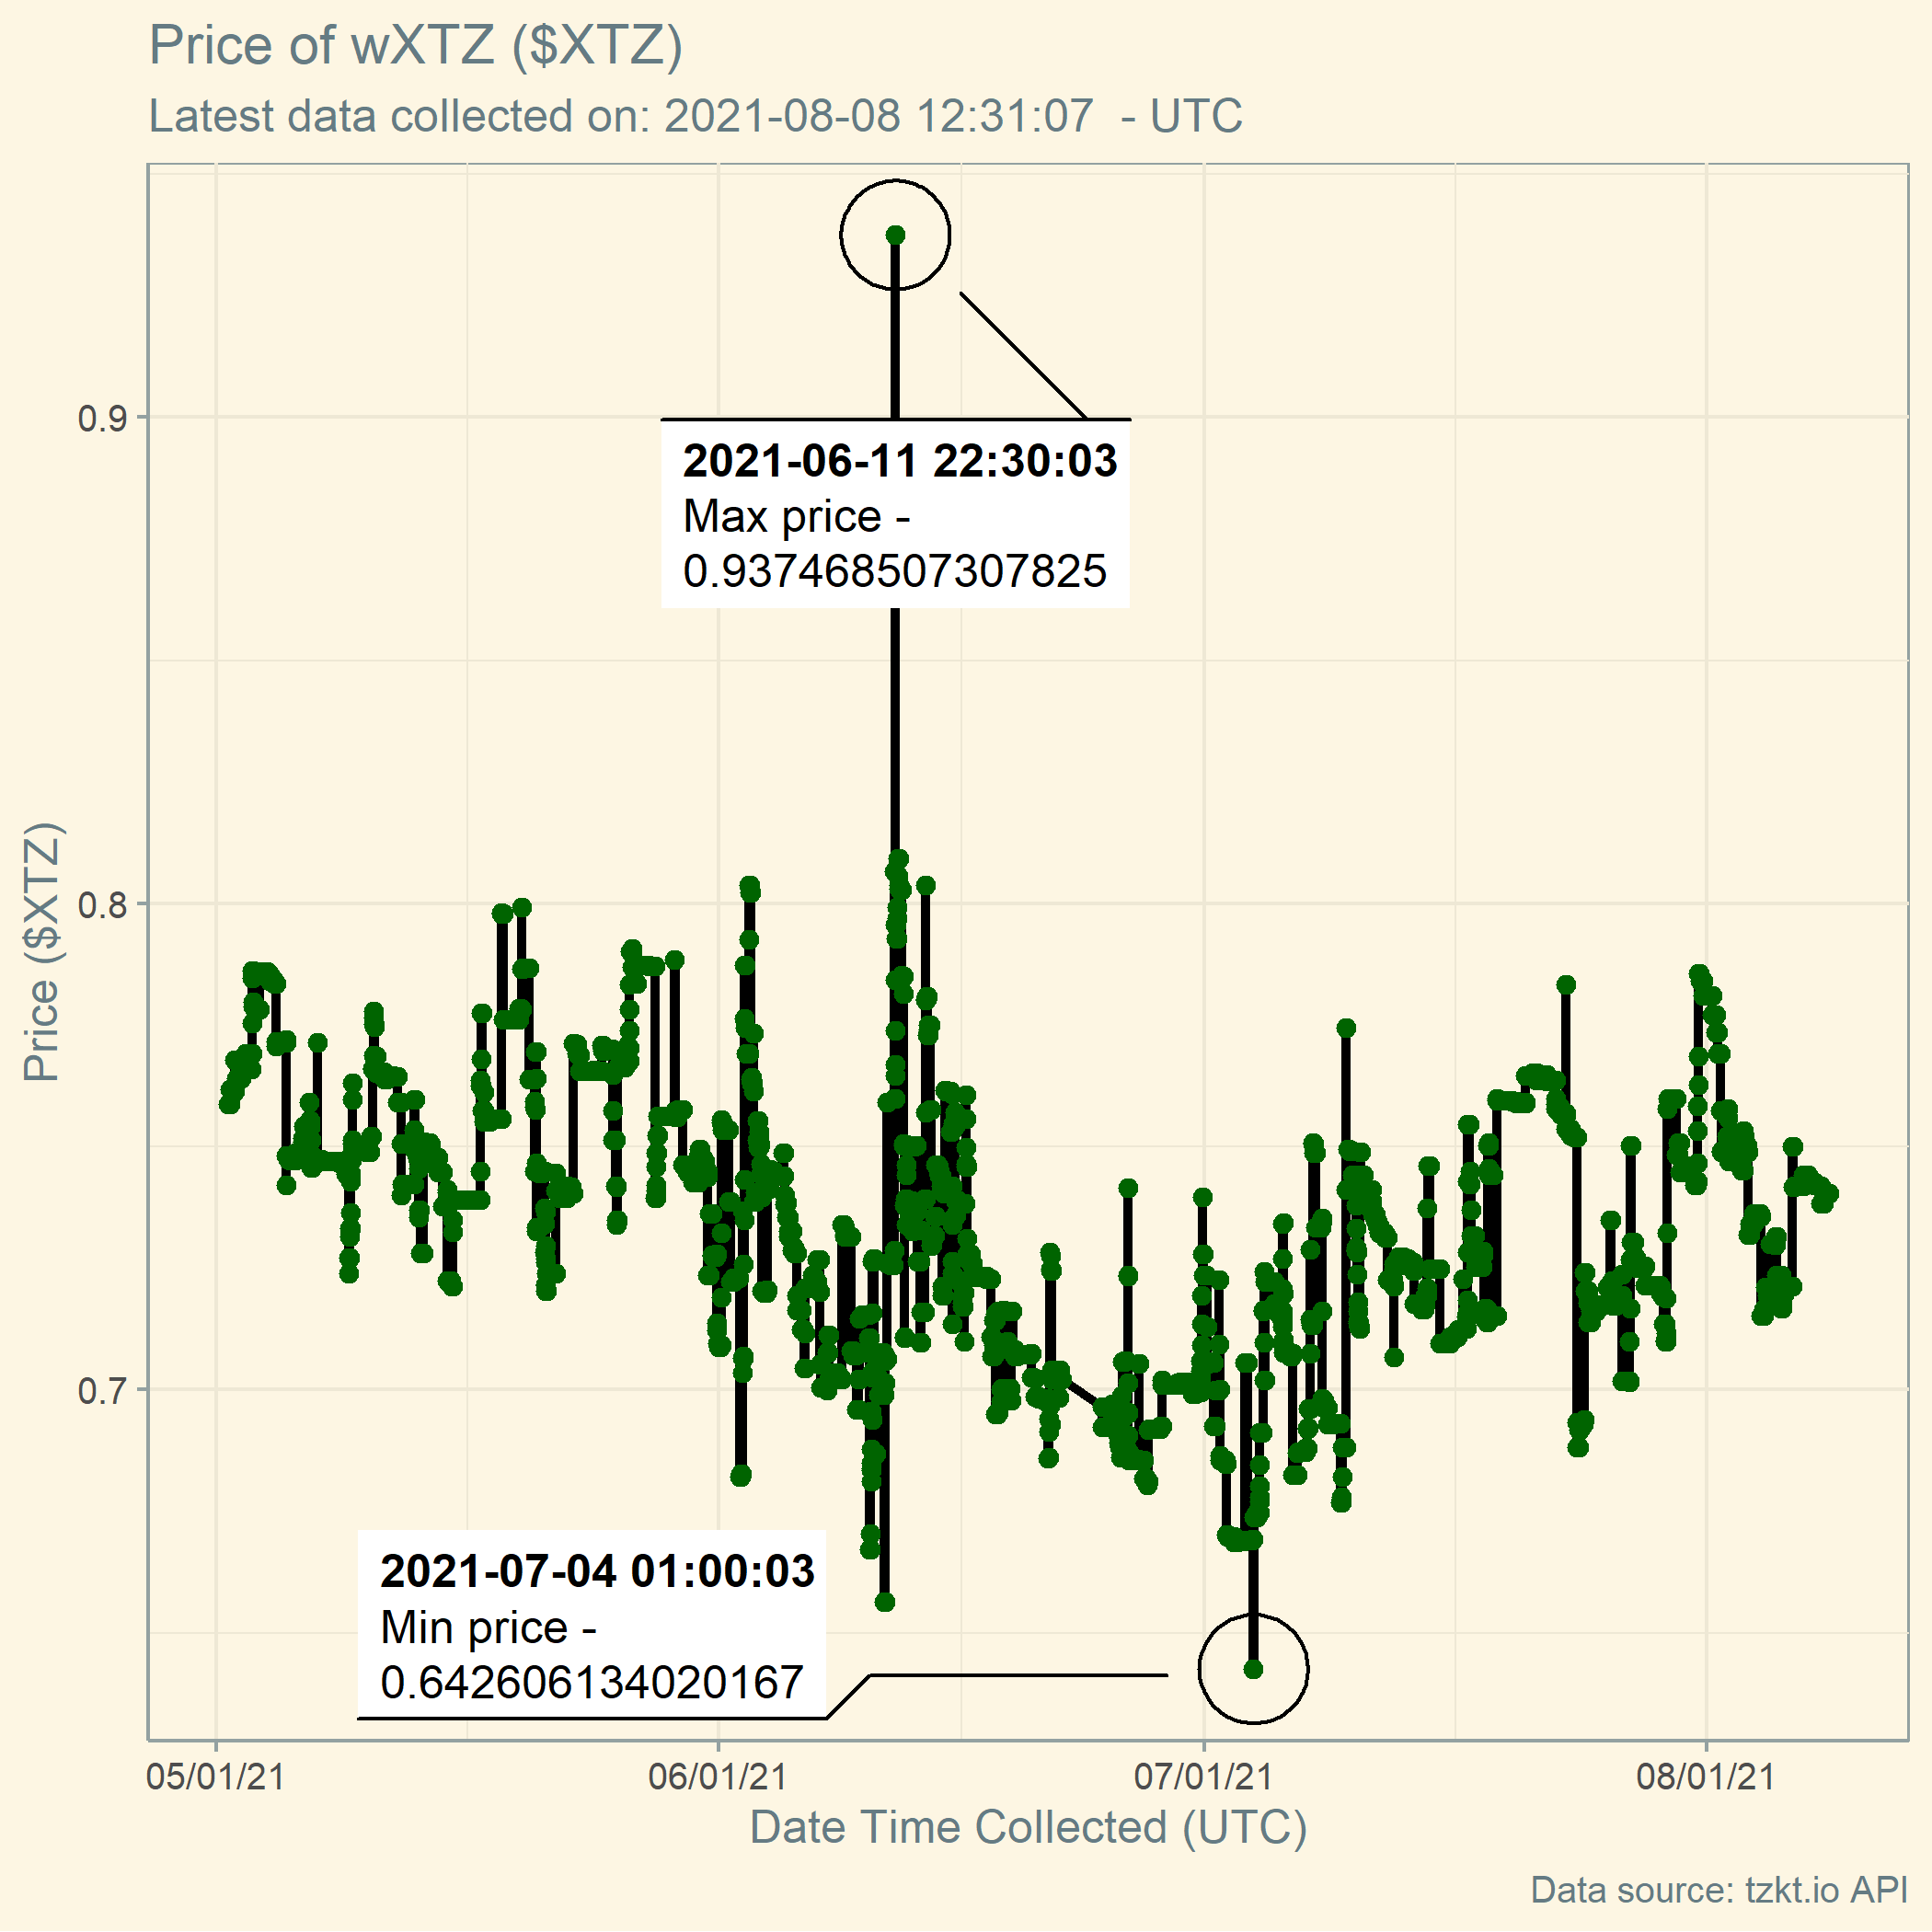 Price of wXTZ ($XTZ)
Latest data collected on: 2021-08-08 12:31:07  - UTC
Price ($XTZ)
0.9
0.8
0.7
2021-06-11 22:30:03
Max price -
0.937468507307825
2021-07-04 01:00:03
Min price -
0.642606134020167
05/01/21
06/01/21
07/01/21
08/01/21
Date Time Collected (UTC)
Data source: tzkt.io API